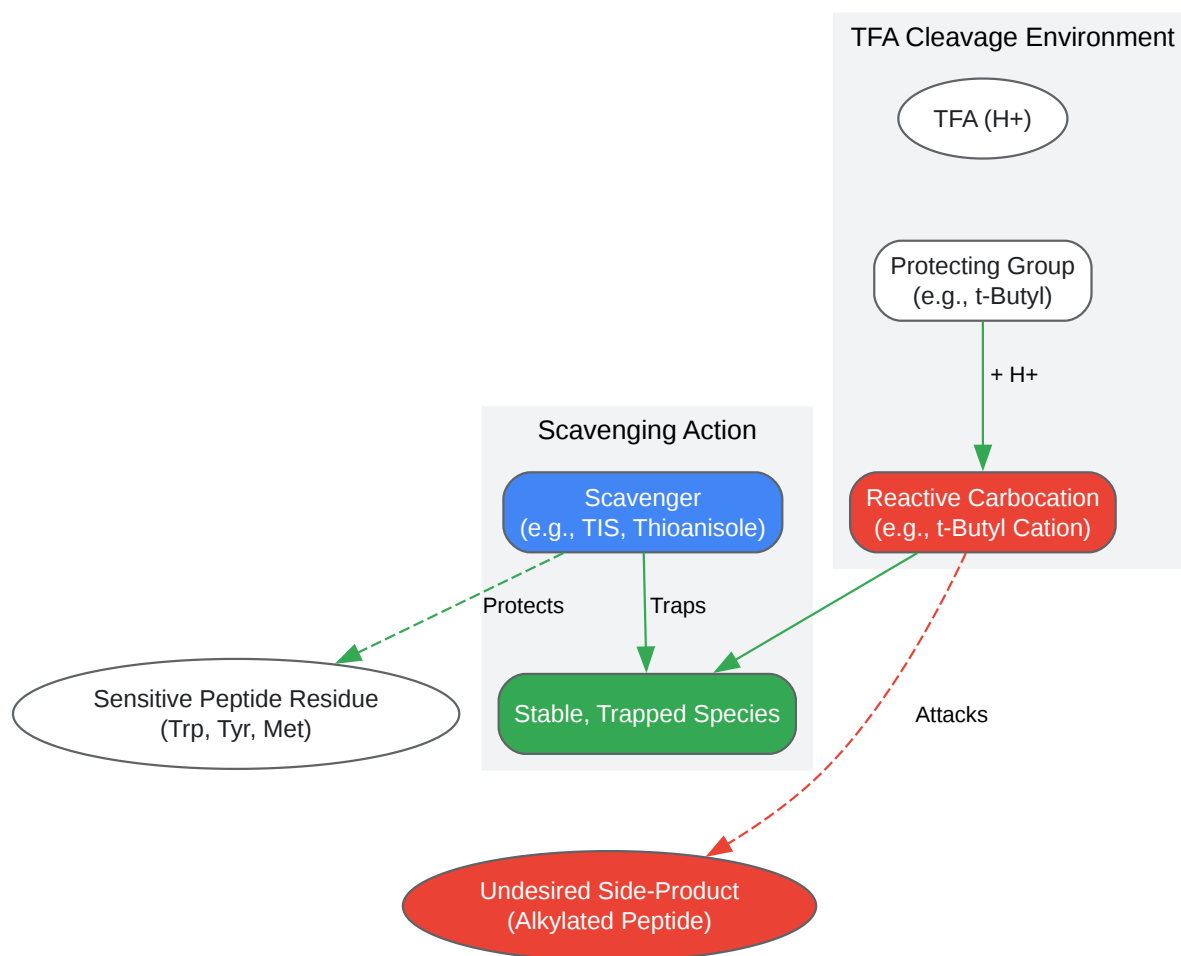 TFA Cleavage Environment
TFA (H+)
Protecting Group
(e.g., t-Butyl)
+ H+
Scavenging Action
Scavenger
(e.g., TIS, Thioanisole)
Reactive Carbocation
(e.g., t-Butyl Cation)
Protects
Traps
Sensitive Peptide Residue
(Trp, Tyr, Met)
Stable, Trapped Species
Attacks
Undesired Side-Product
(Alkylated Peptide)